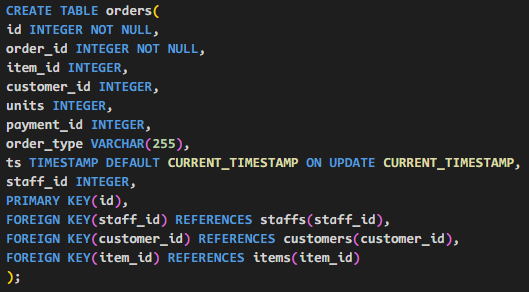 CREATE TABLE orders(
id INTEGER NOT NULL,
order_id INTEGER NOT NULL,
item_id INTEGER,
customer_id INTEGER,
units INTEGER,
payment_id INTEGER,
order_type VARCHAR(255),
ts TIMESTAMP DEFAULT CURRENT_TIMESTAMP ON UPDATE CURRENT_TIMESTAMP,
staff_id INTEGER,
PRIMARY KEY(id),
FOREIGN KEY(staff_id) REFERENCES staffs(staff_id),
FOREIGN KEY(customer_id) REFERENCES customers(customer_id),
FOREIGN KEY(item_id) REFERENCES items(item_id)
);